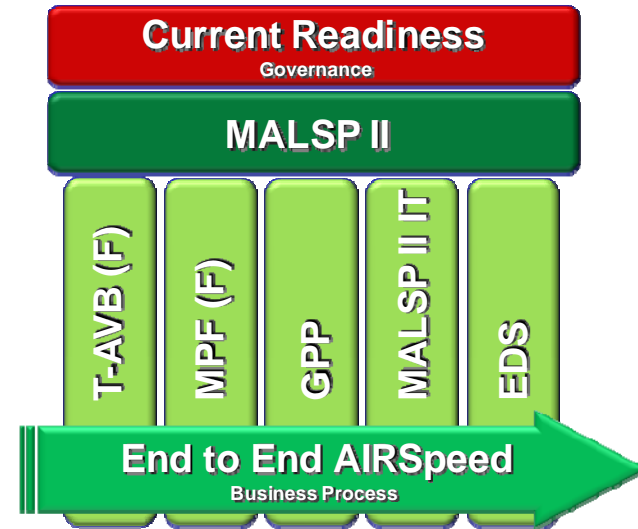 Current Readiness
Governance
MALSP II
T-AVB (F)
MPF (F)
GPP
MALSP II IT
EDS
End to End AIRSpeed
Business Process